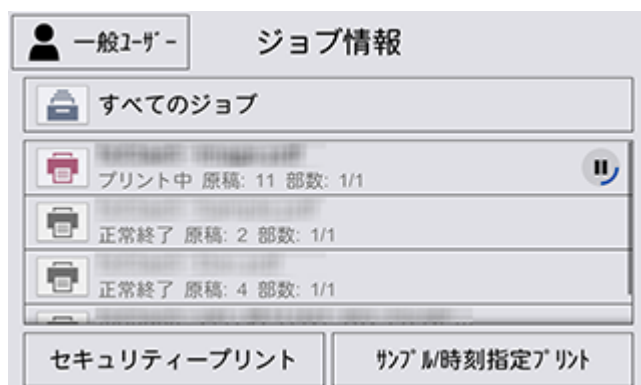 一般ﾕｰｻﾞｰ
ジョブ情報
すべてのジョブ
プリント中 原稿: 11 部数: 1/1
正常終了 原稿: 2 部数: 1/1
正常終了 原稿: 4 部数: 1/1
セキュリティープリント
ｻﾝﾌﾟﾙ/時刻指定ﾌﾟﾘﾝﾄ